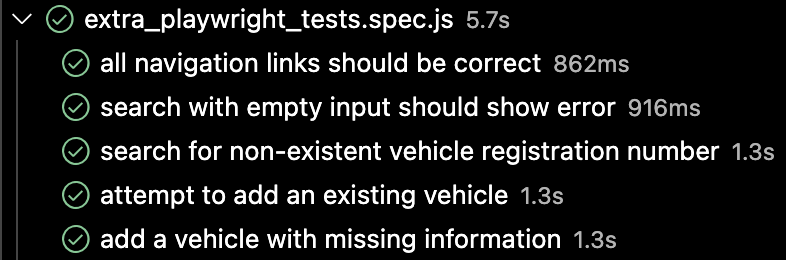 extra_playwright_tests.spec.js 5.7s
all navigation links should be correct 862ms
search with empty input should show error 916ms
search for non-existent vehicle registration number 1.3s
attempt to add an existing vehicle 1.3s
add a vehicle with missing information 1.3s